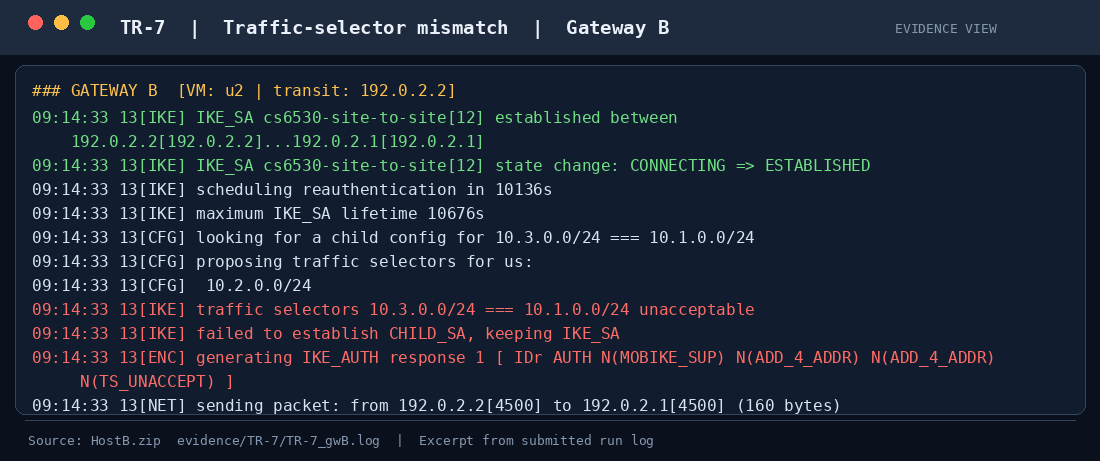 TR-7  |  Traffic-selector mismatch  |  Gateway B
EVIDENCE VIEW
### GATEWAY B  [VM: u2 | transit: 192.0.2.2]
09:14:33 13[IKE] IKE_SA cs6530-site-to-site[12] established between
192.0.2.2[192.0.2.2]...192.0.2.1[192.0.2.1]
09:14:33 13[IKE] IKE_SA cs6530-site-to-site[12] state change: CONNECTING => ESTABLISHED
09:14:33 13[IKE] scheduling reauthentication in 10136s
09:14:33 13[IKE] maximum IKE_SA lifetime 10676s
09:14:33 13[CFG] looking for a child config for 10.3.0.0/24 === 10.1.0.0/24
09:14:33 13[CFG] proposing traffic selectors for us:
09:14:33 13[CFG]  10.2.0.0/24
09:14:33 13[IKE] traffic selectors 10.3.0.0/24 === 10.1.0.0/24 unacceptable
09:14:33 13[IKE] failed to establish CHILD_SA, keeping IKE_SA
09:14:33 13[ENC] generating IKE_AUTH response 1 [ IDr AUTH N(MOBIKE_SUP) N(ADD_4_ADDR) N(ADD_4_ADDR)
N(TS_UNACCEPT) ]
09:14:33 13[NET] sending packet: from 192.0.2.2[4500] to 192.0.2.1[4500] (160 bytes)
Source: HostB.zip  evidence/TR-7/TR-7_gwB.log  |  Excerpt from submitted run log